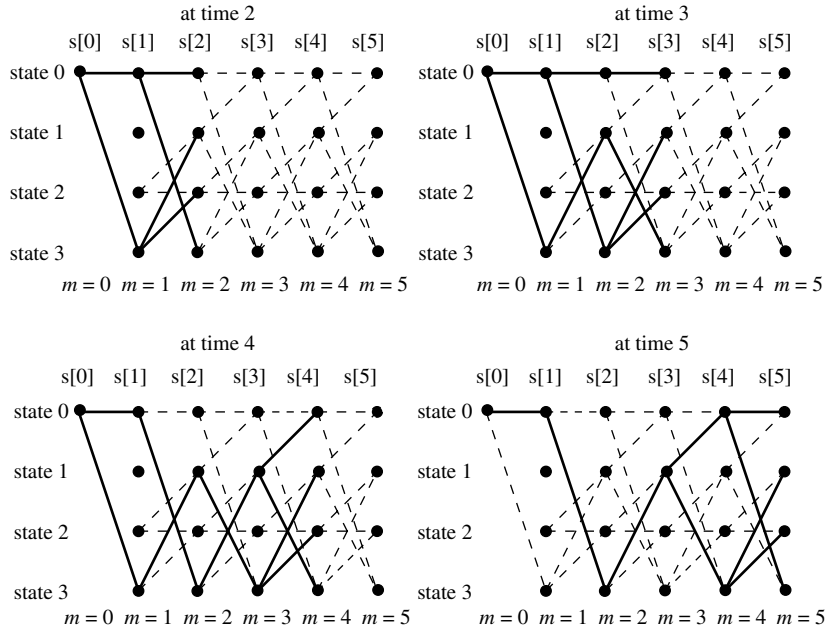 at time 2
s[0] s[1] s[2] s[3] s[4] s[5]
state 0
state 1
state 2
state 3
m = 0 m = 1 m = 2 m = 3 m = 4 m = 5
at time 3
s[0] s[1] s[2] s[3] s[4] s[5]
state 0
state 1
state 2
state 3
m = 0 m = 1 m = 2 m = 3 m = 4 m = 5
at time 4
s[0] s[1] s[2] s[3] s[4] s[5]
state 0
state 1
state 2
state 3
m = 0 m = 1 m = 2 m = 3 m = 4 m = 5
at time 5
s[0] s[1] s[2] s[3] s[4] s[5]
state 0
state 1
state 2
state 3
m = 0 m = 1 m = 2 m = 3 m = 4 m = 5